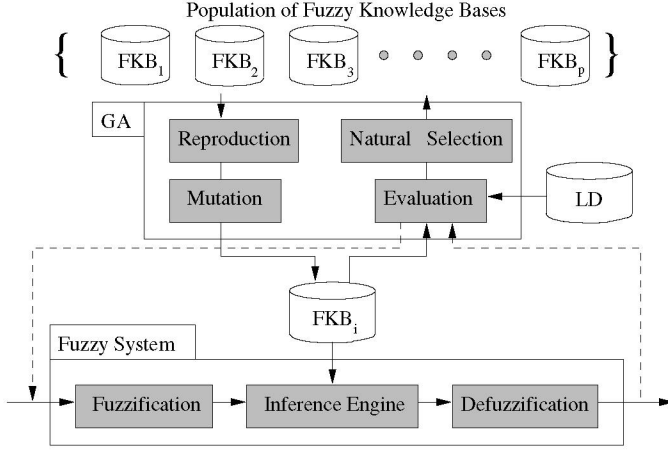 Population of Fuzzy Knowledge Bases
{ FKB1 FKB2 FKB3 FKBp }
GA
Reproduction
Natural Selection
Mutation
Evaluation
LD
FKBi
Fuzzy System
Fuzzification
Inference Engine
Defuzzification